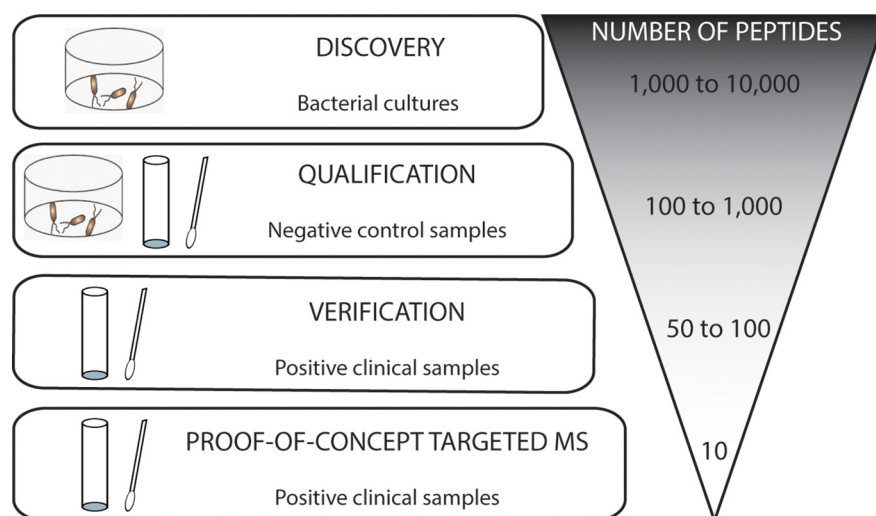 DISCOVERY
Bacterial cultures
QUALIFICATION
Negative control samples
VERIFICATION
Positive clinical samples
PROOF-OF-CONCEPT TARGETED MS
Positive clinical samples
NUMBER OF PEPTIDES
1,000 to 10,000
100 to 1,000
50 to 100
10